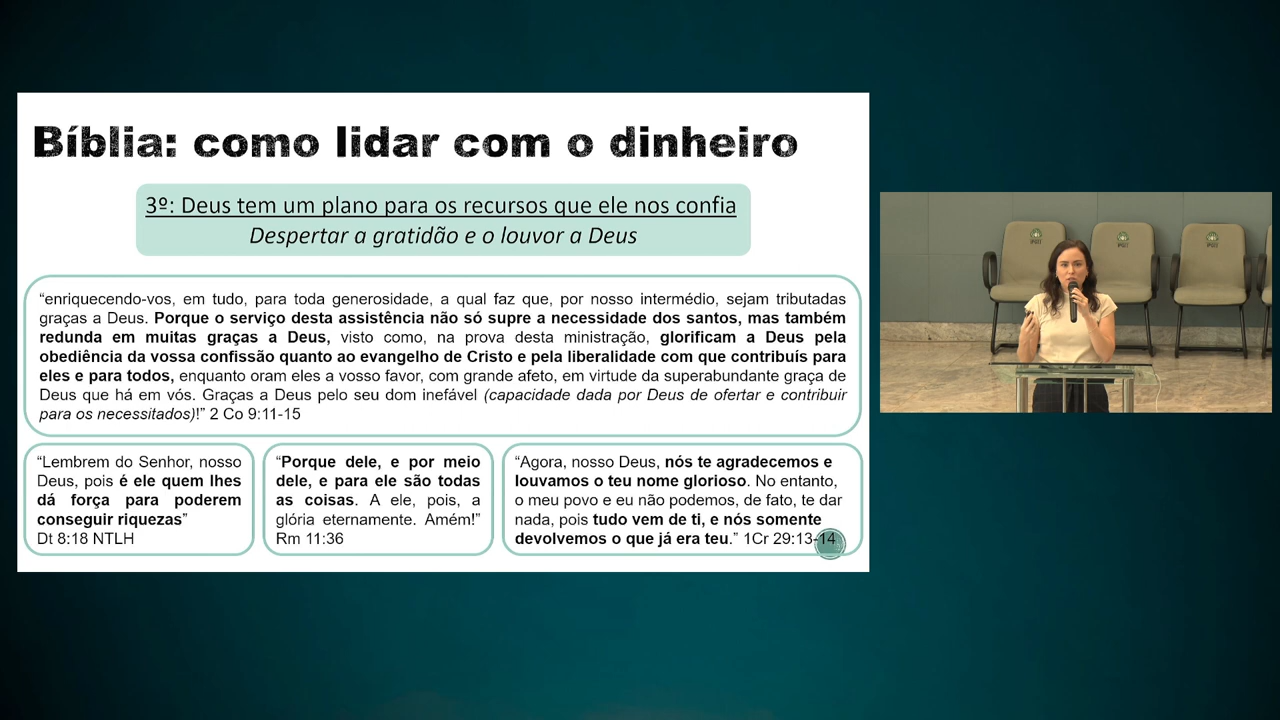 Bíblia: como lidar com o dinheiro
3º: Deus tem um plano para os recursos que ele nos confia
Despertar a gratidão e o louvor a Deus
“enriquecendo-vos, em tudo, para toda generosidade, a qual faz que, por nosso intermédio, sejam tributadas
graças a Deus. Porque o serviço desta assistência não só supre a necessidade dos santos, mas também
redunda em muitas graças a Deus, visto como, na prova desta ministração, glorificam a Deus pela
obediência da vossa confissão quanto ao evangelho de Cristo e pela liberalidade com que contribuís para
eles e para todos, enquanto oram eles a vosso favor, com grande afeto, em virtude da superabundante graça de
Deus que há em vós. Graças a Deus pelo seu dom inefável (capacidade dada por Deus de ofertar e contribuir
para os necessitados)!” 2 Co 9:11-15
“Lembrem do Senhor, nosso
Deus, pois é ele quem lhes
dá força para poderem
conseguir riquezas”
Dt 8:18 NTLH
“Porque dele, e por meio
dele, e para ele são todas
as coisas. A ele, pois, a
glória eternamente. Amém!”
Rm 11:36
“Agora, nosso Deus, nós te agradecemos e
louvamos o teu nome glorioso. No entanto,
o meu povo e eu não podemos, de fato, te dar
nada, pois tudo vem de ti, e nós somente
devolvemos o que já era teu.” 1Cr 29:13-14